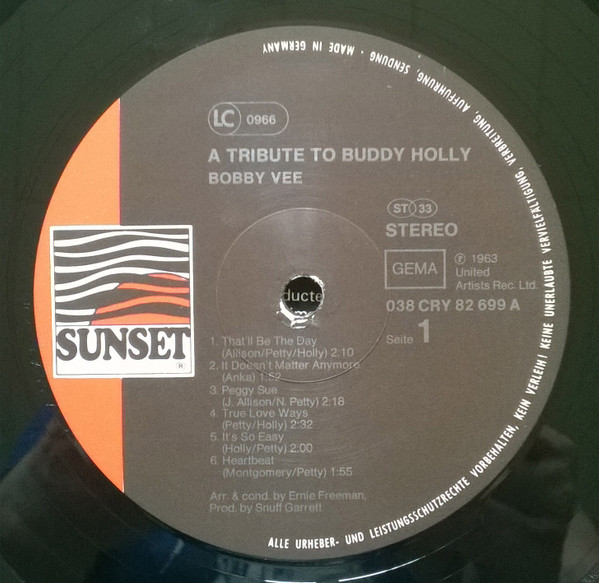 LC 0966
A TRIBUTE TO BUDDY HOLLY
BOBBY VEE
ST 33
STEREO
GEMA
℗ 1963
United
Artists Rec. Ltd.
038 CRY 82 699 A
Seite 1
SUNSET
®
ducte
1. That'll Be The Day
(Allison/Petty/Holly) 2:10
2. It Doesn't Matter Anymore
(Anka) 1:52
3. Peggy Sue
(J. Allison/N. Petty) 2:18
4. True Love Ways
(Petty/Holly) 2:32
5. It's So Easy
(Holly/Petty) 2:00
6. Heartbeat
(Montgomery/Petty) 1:55
Arr. & cond. by Ernie Freeman,
Prod. by Snuff Garrett
ALLE URHEBER- UND LEISTUNGSSCHUTZRECHTE VORBEHALTEN, KEIN VERLEIH! KEINE UNERLAUBTE VERVIELFÄLTIGUNG, VERBREITUNG, AUFFÜHRUNG, SENDUNG · MADE IN GERMANY